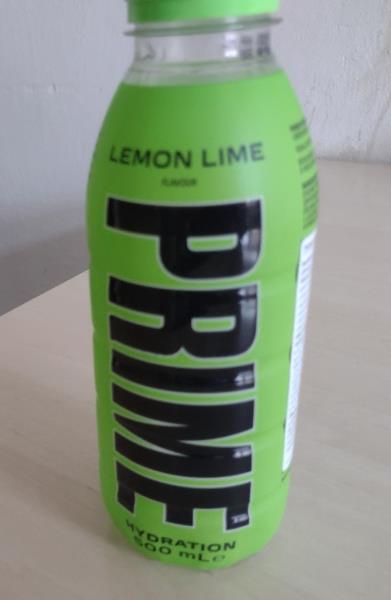 LEMON LIME
FLAVOUR
PRIME
HYDRATION
500 mL e